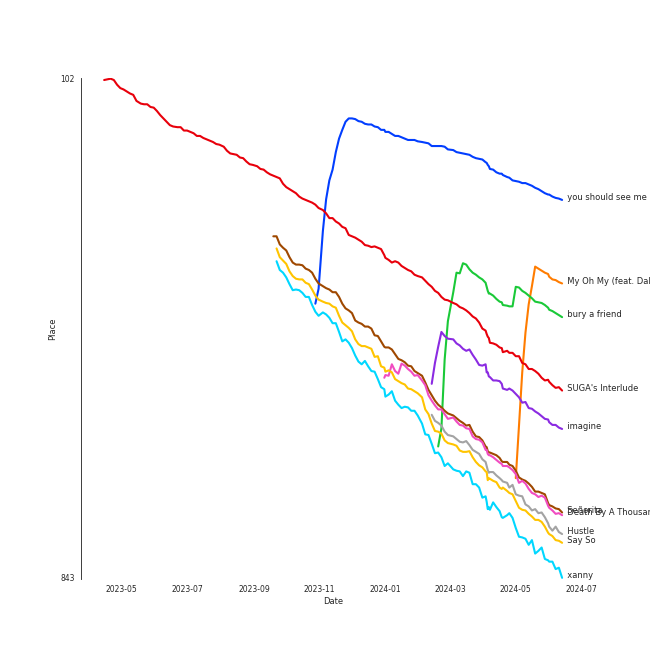 102
you should see me
My Oh My (feat. Dal
bury a friend
Place
SUGA's Interlude
imagine
Señorita
Death By A Thousan
Hustle
Say So
xanny
843
2023-05 2023-07 2023-09 2023-11 2024-01 2024-03 2024-05 2024-07
Date